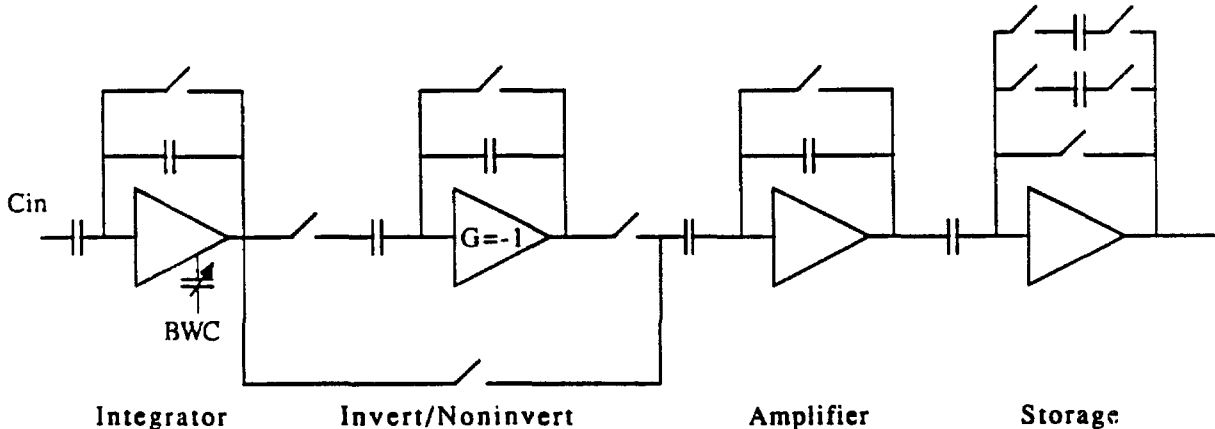 Cin
G=-1
BWC
Integrator
Invert/Noninvert
Amplifier
Storage